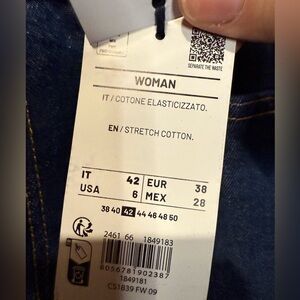 SEPARATE THE WASTE
WOMAN
IT / COTONE ELASTICIZZATO.
EN / STRETCH COTTON.
IT 42 EUR 38
USA 6 MEX 28
38 40 42 44 46 48 50
2461 66 1849183
8056781902387
1849181
CS1839 FW 09